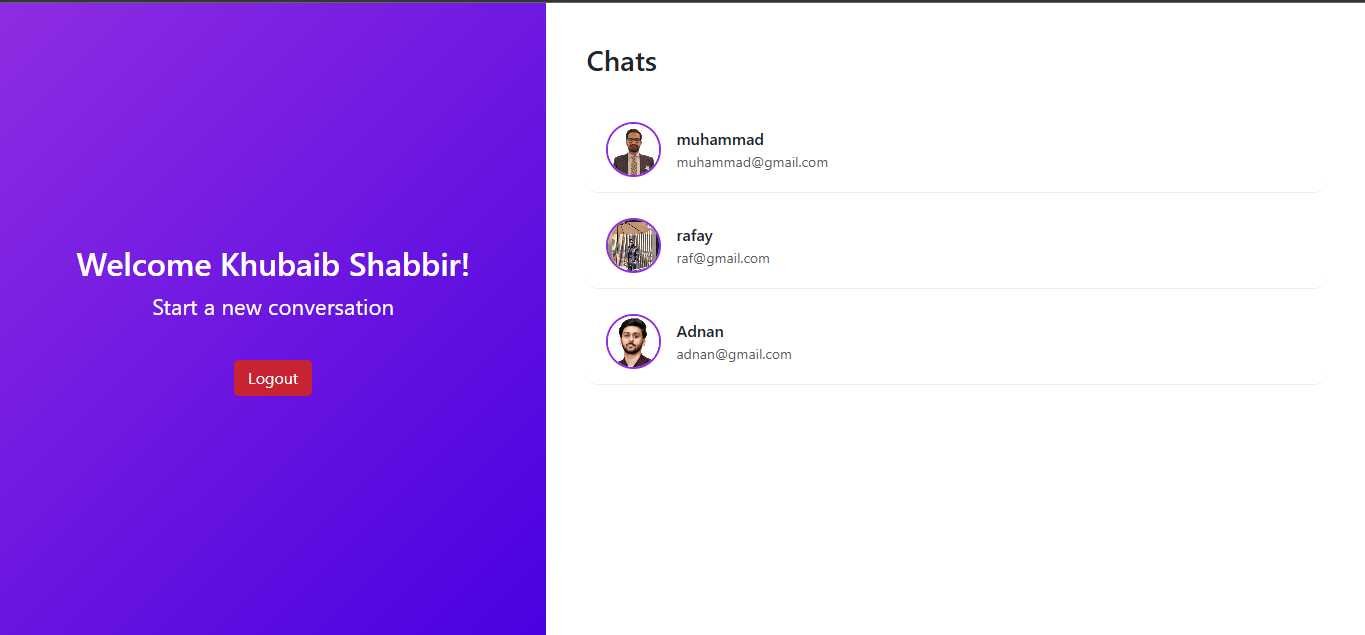 Welcome Khubaib Shabbir!
Start a new conversation
Logout
Chats
muhammad
muhammad@gmail.com
rafay
raf@gmail.com
Adnan
adnan@gmail.com